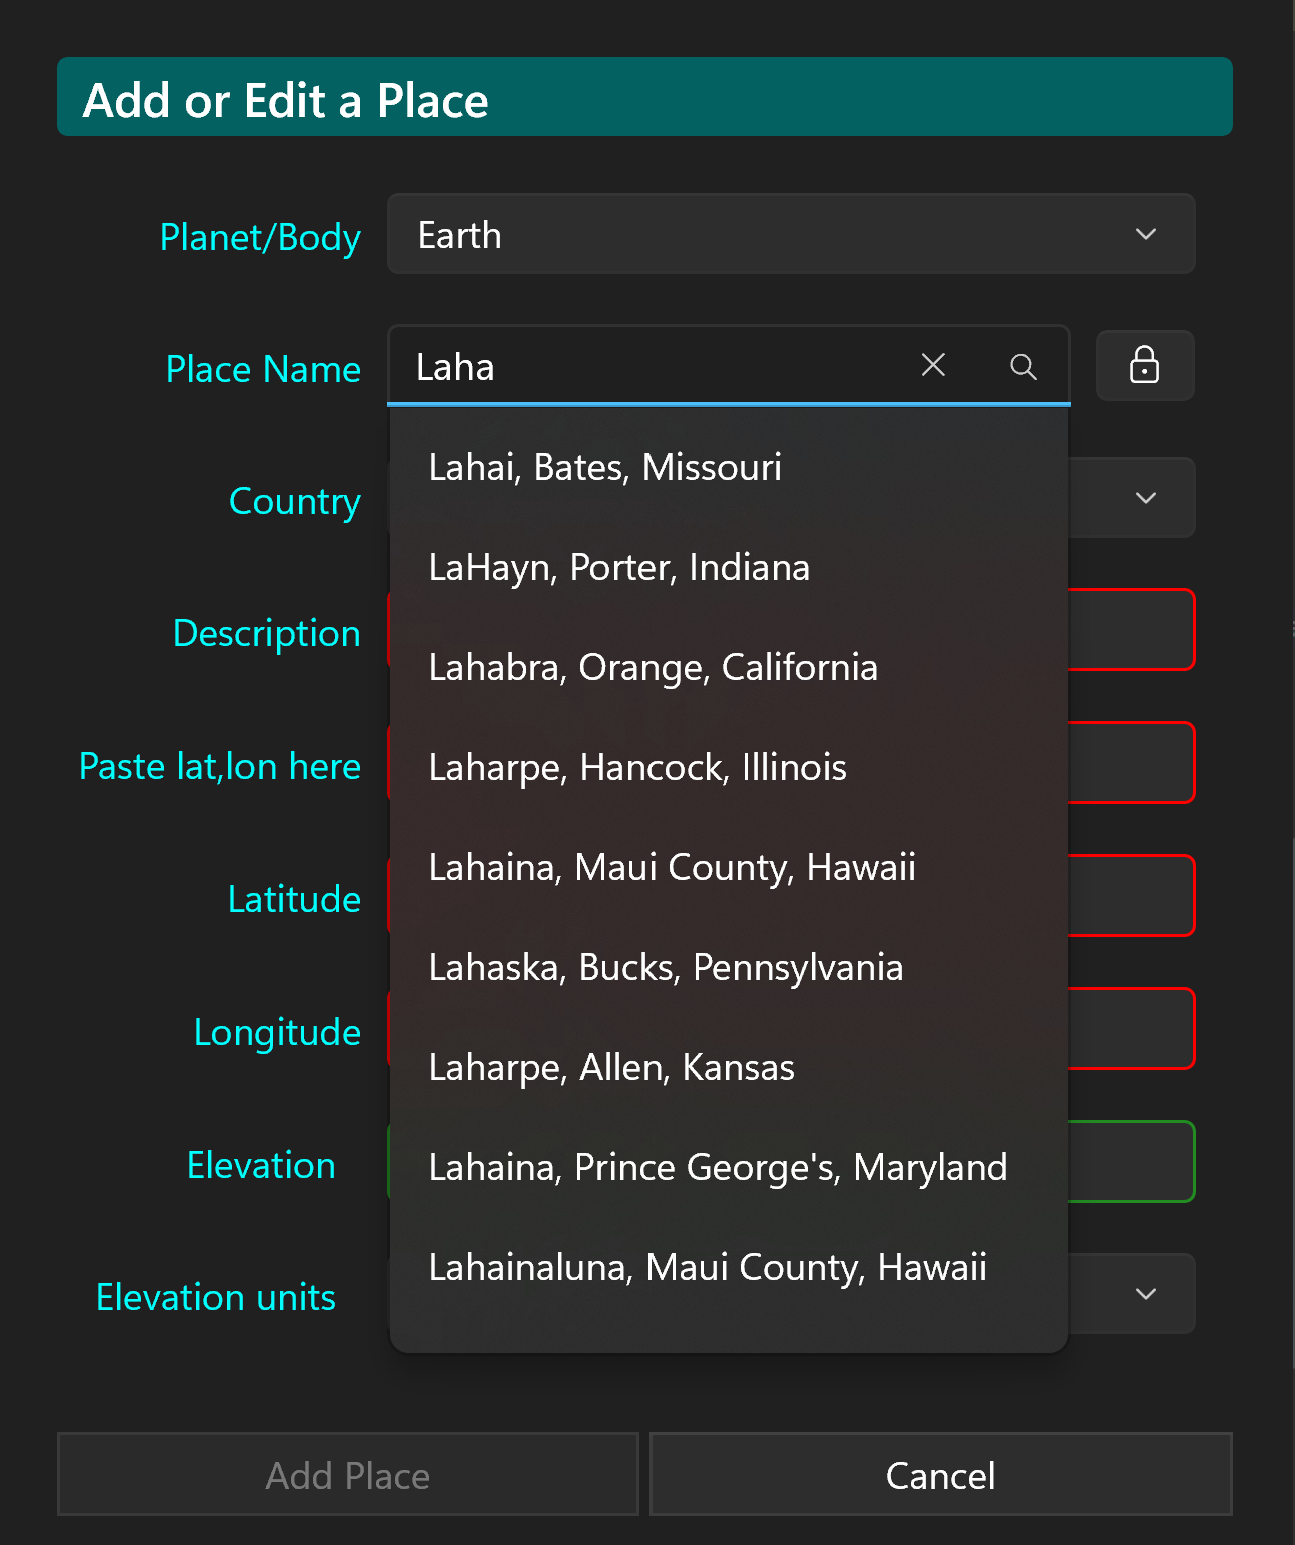 Add or Edit a Place
Planet/Body
Earth
Place Name
Laha
Lahai, Bates, Missouri
Country
LaHayn, Porter, Indiana
Description
Lahabra, Orange, California
Paste lat,lon here
Laharpe, Hancock, Illinois
Lahaina, Maui County, Hawaii
Latitude
Lahaska, Bucks, Pennsylvania
Longitude
Laharpe, Allen, Kansas
Elevation
Lahaina, Prince George's, Maryland
Lahainaluna, Maui County, Hawaii
Elevation units
Add Place
Cancel